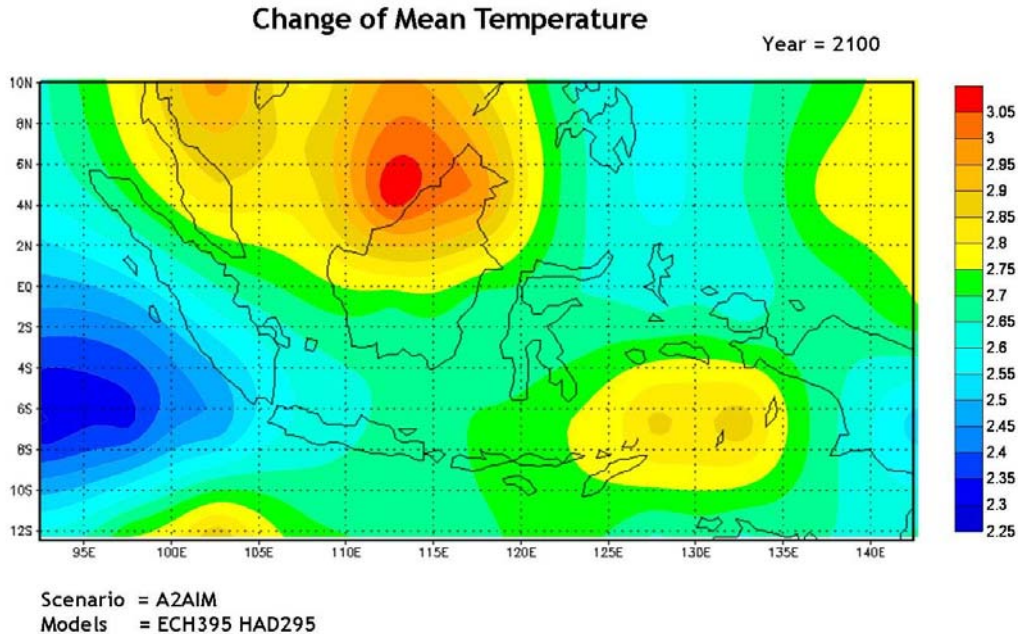 Change of Mean Temperature
Year = 2100
10N
8N
6N
4N
2N
EQ
2S
4S
6S
8S
10S
12S
95E 100E 105E 110E 115E 120E 125E 130E 135E 140E
3.05
3
2.95
2.9
2.85
2.8
2.75
2.7
2.65
2.6
2.55
2.5
2.45
2.4
2.3
2.25
Scenario = A2AIM
Models = ECH395 HAD295